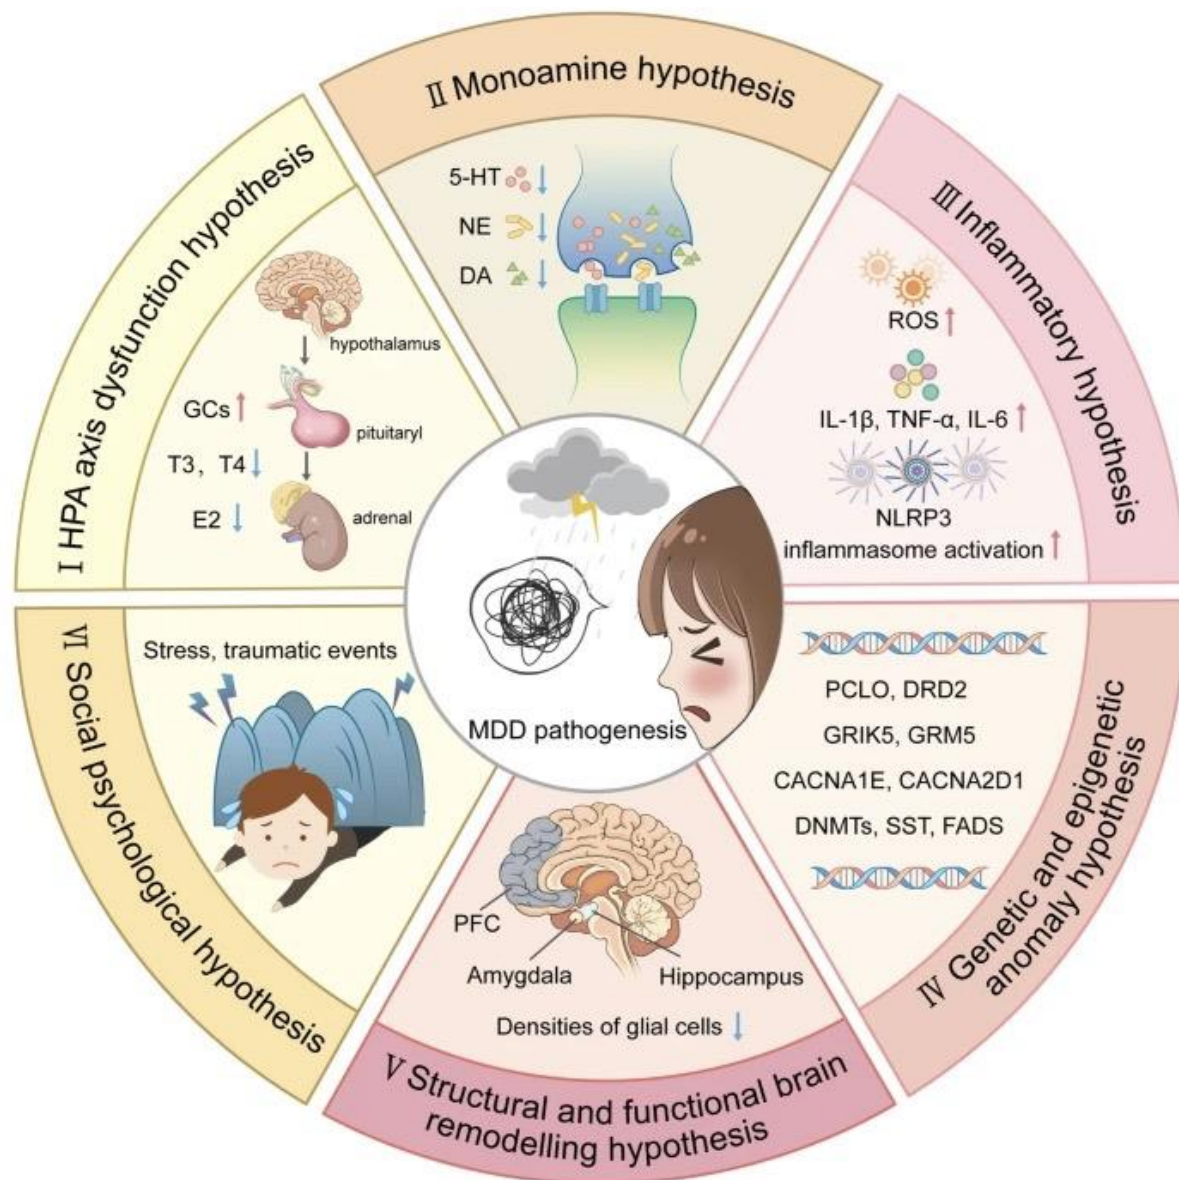 I HPA axis dysfunction hypothesis
hypothalamus
GCs
pituitaryl
T3, T4
E2
adrenal
II Monoamine hypothesis
5-HT
NE
DA
III Inflammatory hypothesis
ROS
IL-1β, TNF-α, IL-6
NLRP3
inflammasome activation
IV Genetic and epigenetic
anomaly hypothesis
PCLO, DRD2
GRIK5, GRM5
CACNA1E, CACNA2D1
DNMTs, SST, FADS
V Structural and functional brain
remodelling hypothesis
PFC
Amygdala
Hippocampus
Densities of glial cells
VI Social psychological hypothesis
Stress, traumatic events
MDD pathogenesis